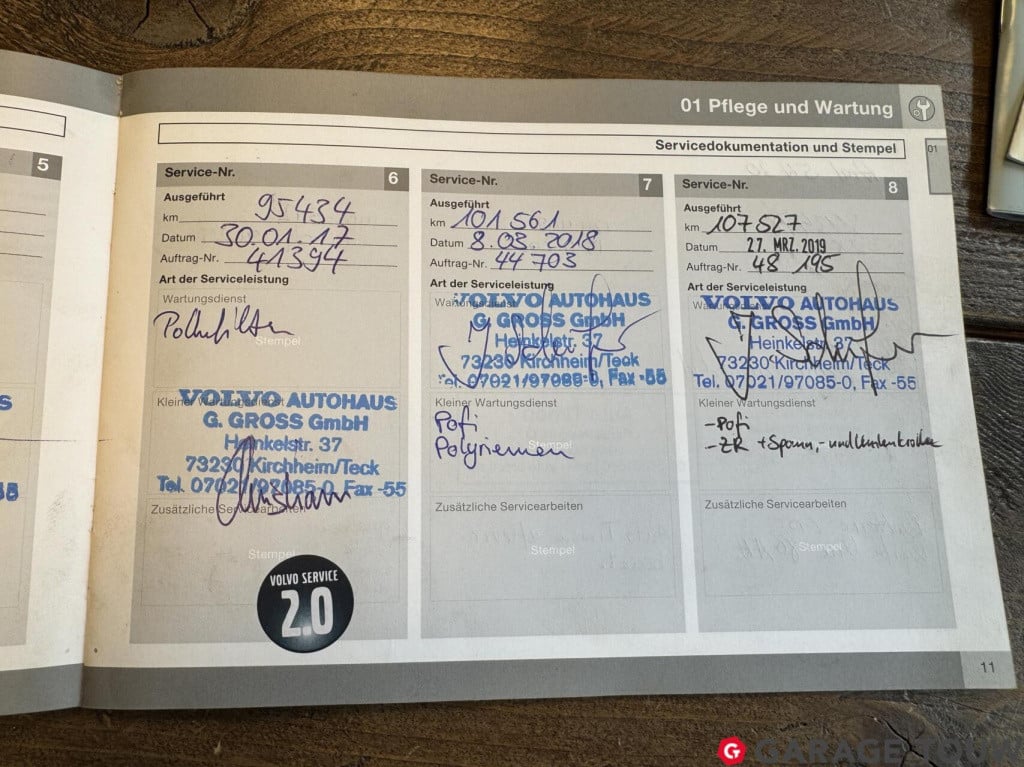 01 Pflege und Wartung
Servicedokumentation und Stempel
01
5
Service-Nr. 6
Ausgeführt
km 95434
Datum 30.01.17
Auftrag-Nr. 41394
Art der Serviceleistung
Wartungsdienst
Stempel
Kleiner Wartungsdienst
VOLVO AUTOHAUS
G. GROSS GmbH
Heinkelstr. 37
73230 Kirchheim/Teck
Tel. 07021/97085-0, Fax -55
Zusätzliche Servicearbeiten
Stempel
VOLVO SERVICE
2.0
Service-Nr. 7
Ausgeführt
km 101 561
Datum 8.03.2018
Auftrag-Nr. 44 703
Art der Serviceleistung
VOLVO AUTOHAUS
G. GROSS GmbH
Heinkelstr. 37
73230 Kirchheim/Teck
Tel. 07021/97085-0, Fax -55
Kleiner Wartungsdienst
Pofi
Polyriemen
Stempel
Zusätzliche Servicearbeiten
Stempel
Service-Nr. 8
Ausgeführt
km 107527
Datum 27. MRZ. 2019
Auftrag-Nr. 48 195
Art der Serviceleistung
VOLVO AUTOHAUS
G. GROSS GmbH
Heinkelstr. 37
73230 Kirchheim/Teck
Tel. 07021/97085-0, Fax -55
Kleiner Wartungsdienst
-Pofi
-ZR + Spann,- und
Zusätzliche Servicearbeiten
Stempel
11
GARAGE TOUR